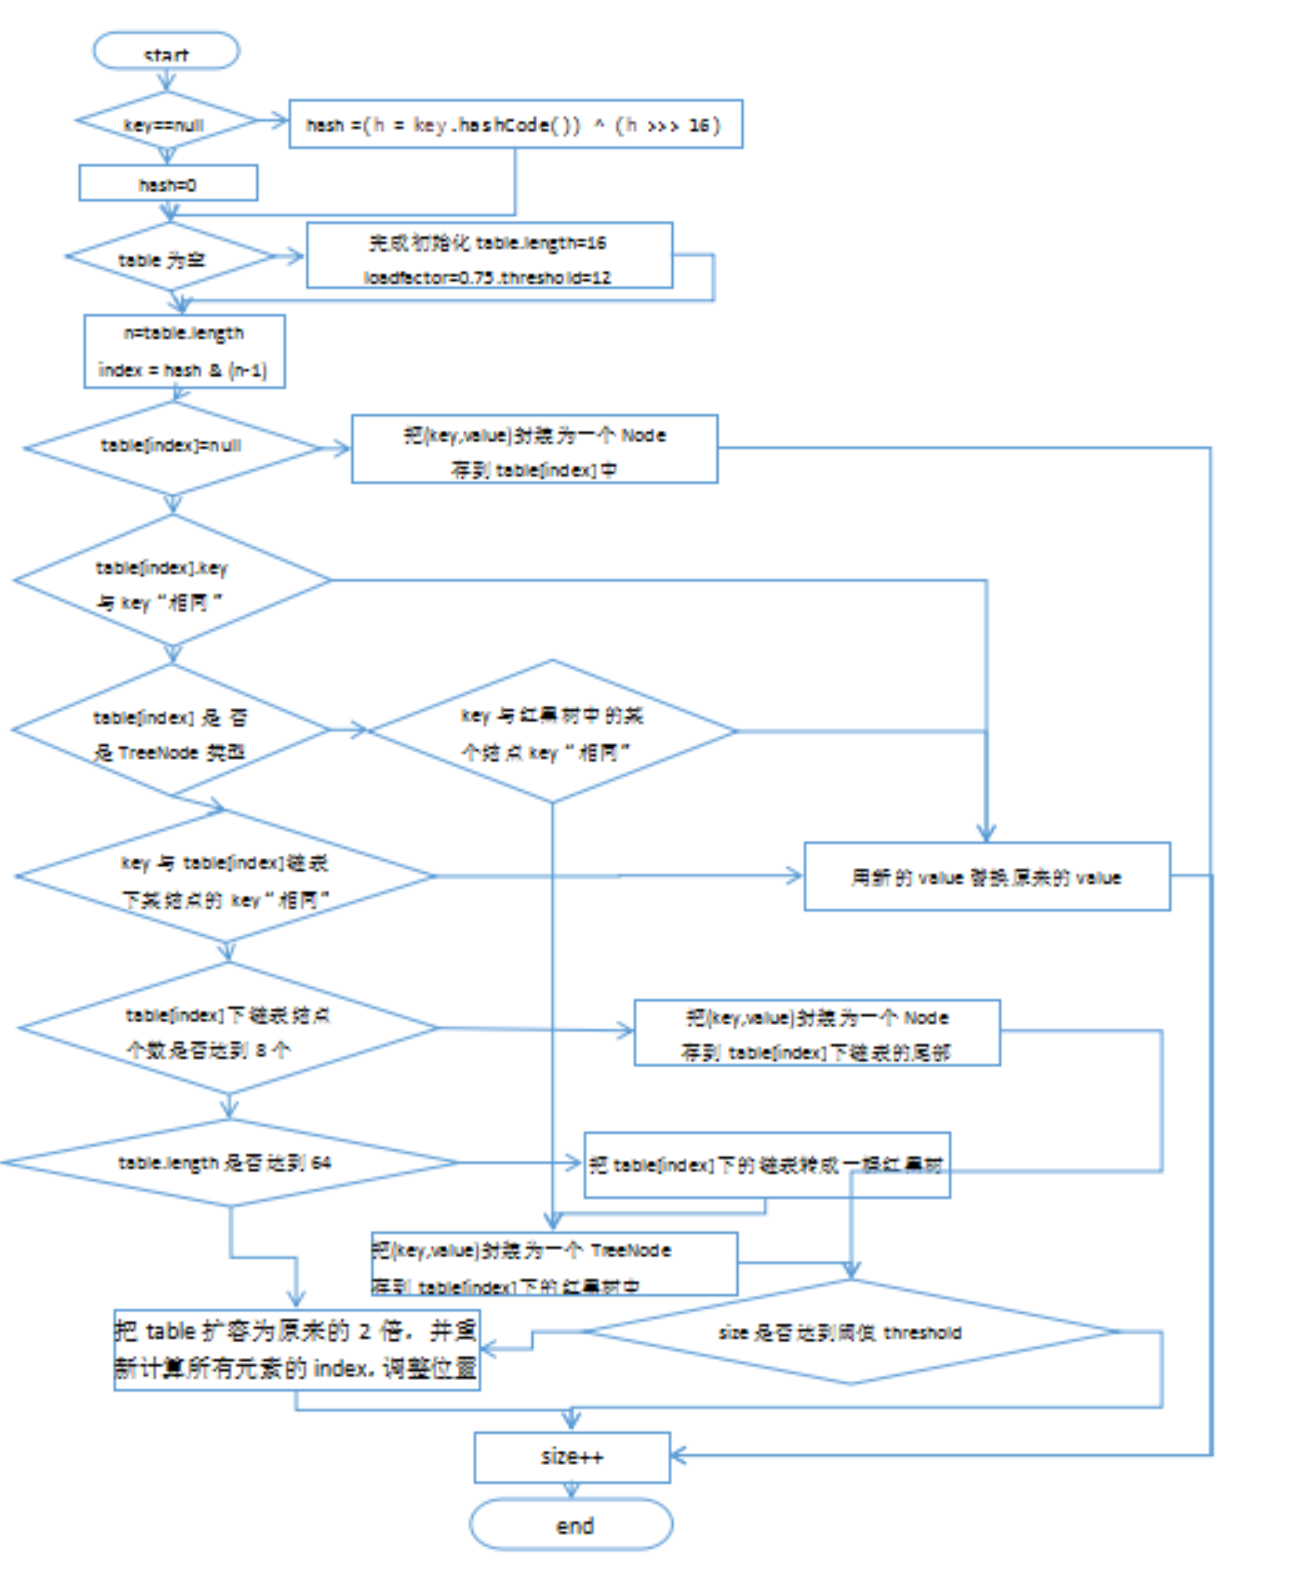 start
key==null
hash =(h = key.hashCode()) ^ (h >>> 16)
hash=0
table 为空
完成初始化 table.length=16
loadfactor=0.75.threshold=12
n=table.length
index = hash & (n-1)
table[index]=null
把(key,value)封装为一个 Node
存到 table[index]中
table[index].key
与 key“相同”
table[index] 是否
是 TreeNode 类型
key 与红黑树中的某
个结点 key“相同”
key 与 table[index]链表
下某结点的 key“相同”
用新的 value 替换原来的 value
table[index]下链表结点
个数是否达到 8 个
把(key,value)封装为一个 Node
存到 table[index]下链表的尾部
table.length 是否达到 64
把 table[index]下的链表转成一棵红黑树
把(key,value)封装为一个 TreeNode
存到 table[index]下的红黑树中
把 table 扩容为原来的 2 倍，并重
新计算所有元素的 index，调整位置
size 是否达到阈值 threshold
size++
end